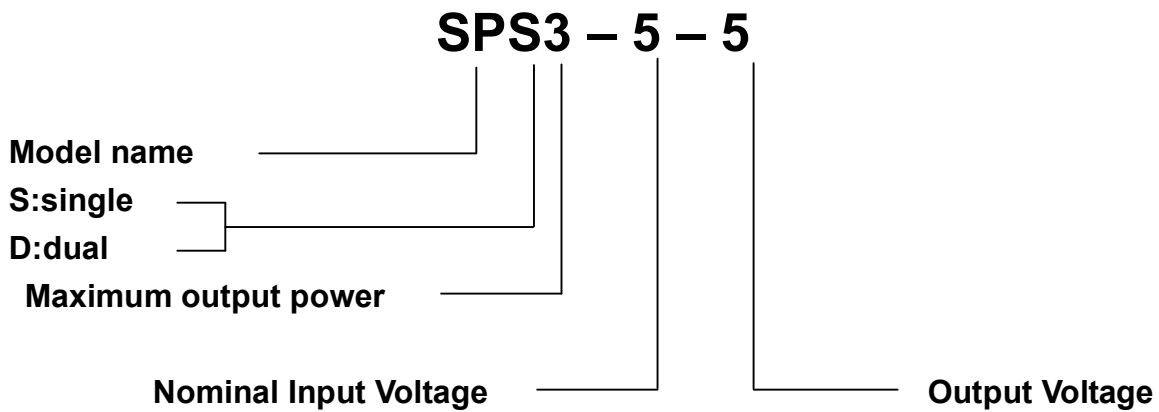 SPS3 – 5 – 5
Model name
S:single
D:dual
Maximum output power
Nominal Input Voltage
Output Voltage